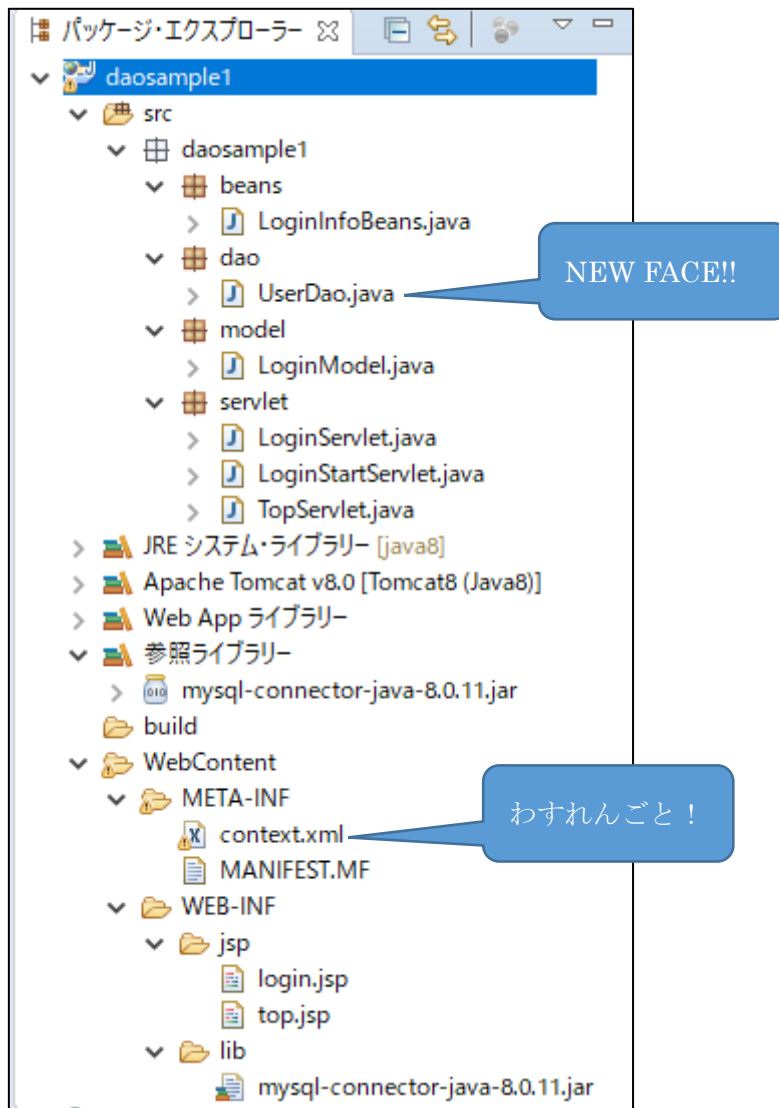 パッケージ・エクスプローラー
daosample1
src
daosample1
beans
LoginInfoBeans.java
dao
NEW FACE!!
UserDao.java
model
LoginModel.java
servlet
LoginServlet.java
LoginStartServlet.java
TopServlet.java
JRE システム・ライブラリー [java8]
Apache Tomcat v8.0 [Tomcat8 (Java8)]
Web App ライブラリー
参照ライブラリー
mysql-connector-java-8.0.11.jar
build
WebContent
META-INF
わすれんごと！
context.xml
MANIFEST.MF
WEB-INF
jsp
login.jsp
top.jsp
lib
mysql-connector-java-8.0.11.jar